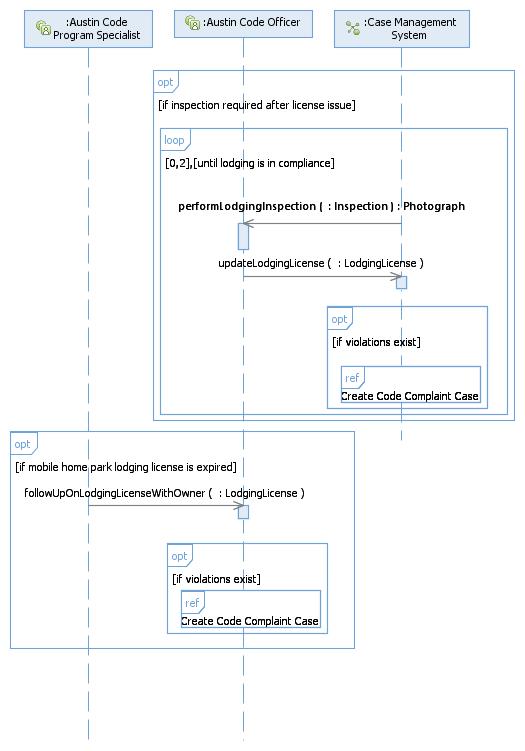 :Austin Code
Program Specialist
:Austin Code Officer
:Case Management
System
opt
[if inspection required after license issue]
loop
[0,2],[until lodging is in compliance]
performLodgingInspection ( : Inspection ) : Photograph
updateLodgingLicense ( : LodgingLicense )
opt
[if violations exist]
ref
Create Code Complaint Case
opt
[if mobile home park lodging license is expired]
followUpOnLodgingLicenseWithOwner ( : LodgingLicense )
opt
[if violations exist]
ref
Create Code Complaint Case